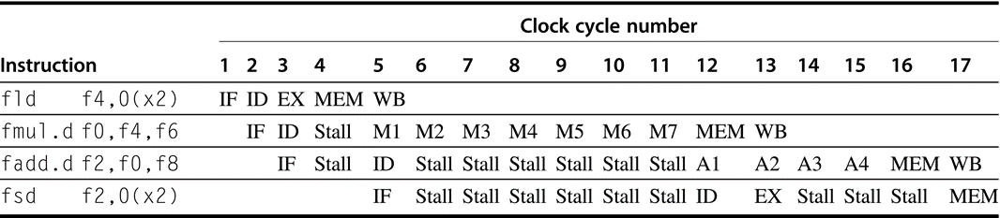 Clock cycle number
Instruction 1 2 3 4 5 6 7 8 9 10 11 12 13 14 15 16 17
fld f4,0(x2) IF ID EX MEM WB
fmul.d f0,f4,f6 IF ID Stall M1 M2 M3 M4 M5 M6 M7 MEM WB
fadd.d f2,f0,f8 IF Stall ID Stall Stall Stall Stall Stall Stall A1 A2 A3 A4 MEM WB
fsd f2,0(x2) IF Stall Stall Stall Stall Stall Stall ID EX Stall Stall Stall MEM